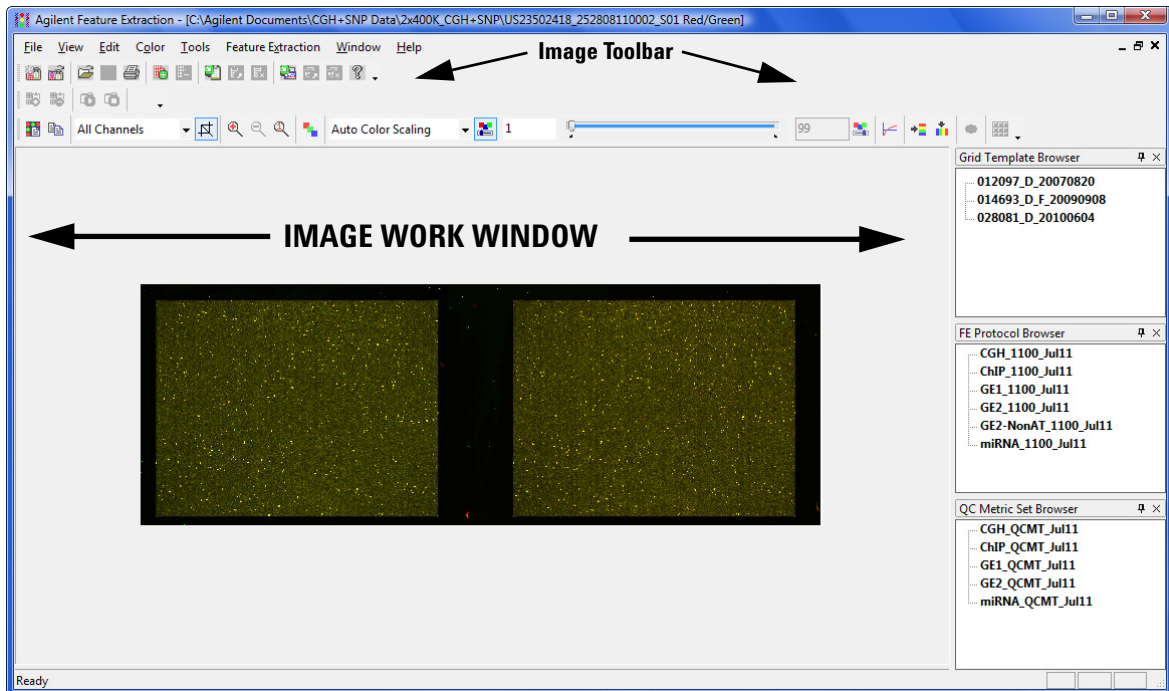 Agilent Feature Extraction - [C:\Agilent Documents\CGH+SNP Data\2x400K_CGH+SNP\US23502418_252808110002_S01 Red/Green]
File View Edit Color Tools Feature Extraction Window Help
Image Toolbar
All Channels
Auto Color Scaling
1
99
IMAGE WORK WINDOW
Grid Template Browser
012097_D_20070820
014693_D_F_20090908
028081_D_20100604
FE Protocol Browser
CGH_1100_Jul11
ChIP_1100_Jul11
GE1_1100_Jul11
GE2_1100_Jul11
GE2-NonAT_1100_Jul11
miRNA_1100_Jul11
QC Metric Set Browser
CGH_QCMT_Jul11
ChIP_QCMT_Jul11
GE1_QCMT_Jul11
GE2_QCMT_Jul11
miRNA_QCMT_Jul11
Ready